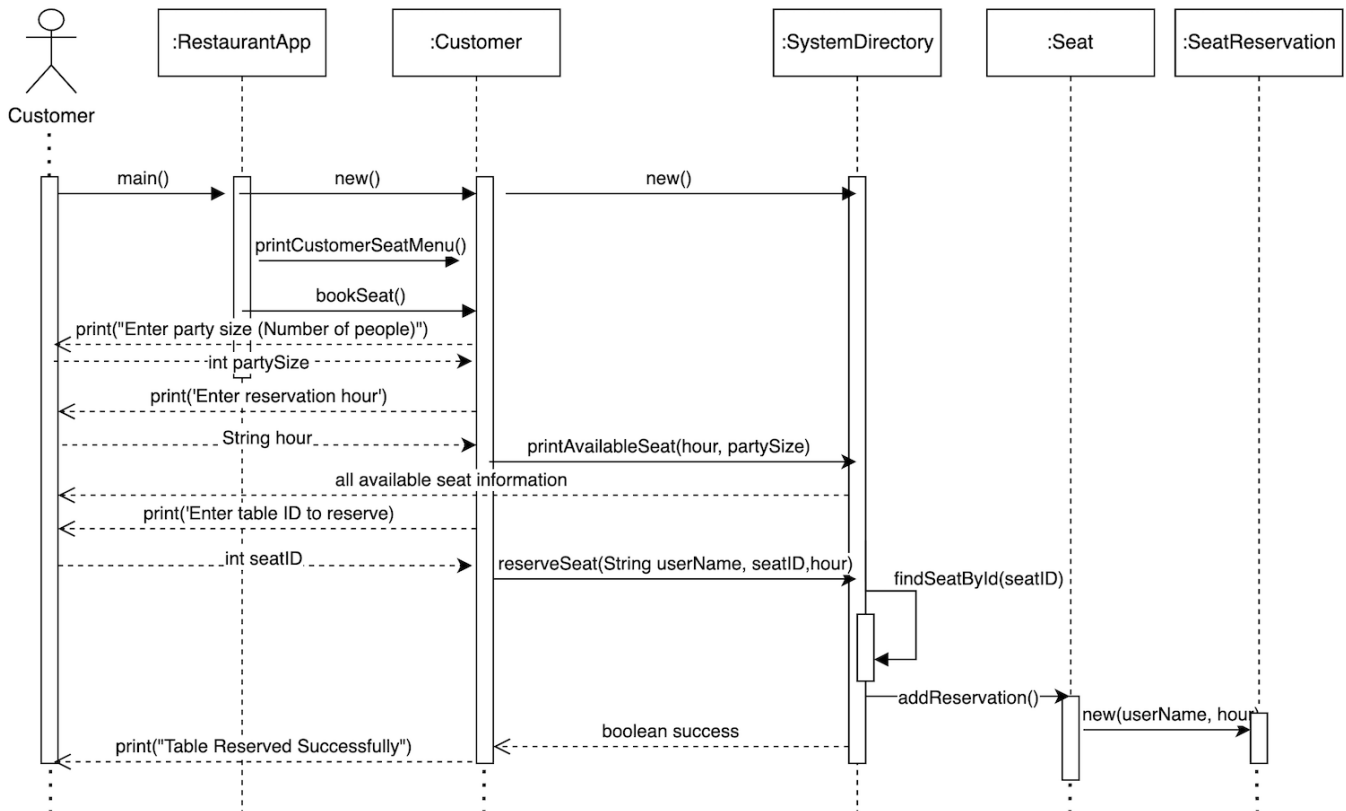 :RestaurantApp
:Customer
:SystemDirectory
:Seat
:SeatReservation
Customer
main()
new()
new()
printCustomerSeatMenu()
bookSeat()
print("Enter party size (Number of people)")
int partySize
print('Enter reservation hour')
String hour
printAvailableSeat(hour, partySize)
all available seat information
print('Enter table ID to reserve)
int seatID
reserveSeat(String userName, seatID,hour)
findSeatById(seatID)
addReservation()
new(userName, hour)
boolean success
print("Table Reserved Successfully")